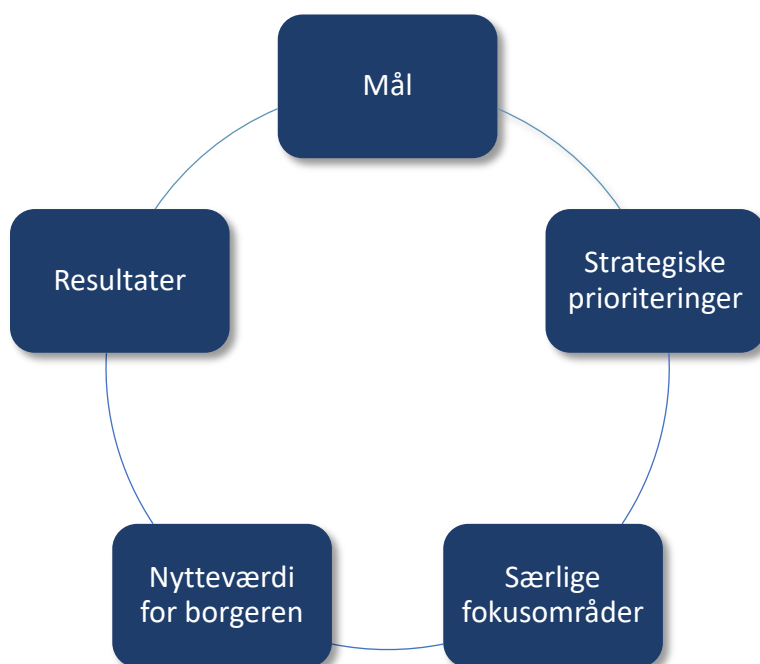 Mål
Strategiske
prioriteringer
Særlige
fokusområder
Nytteværdi
for borgeren
Resultater